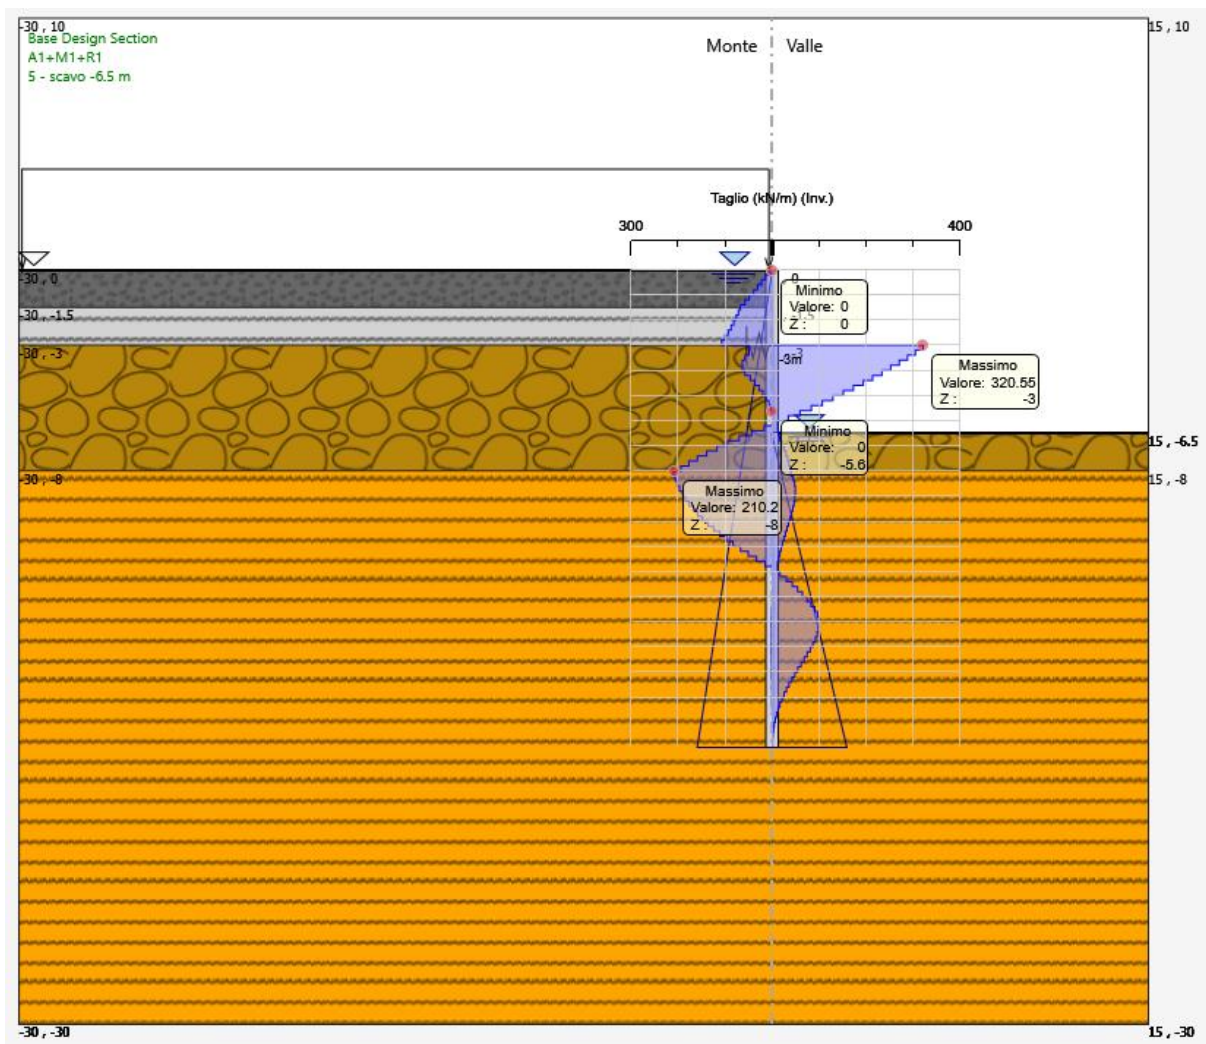 -30 , 10
15 , 10
Base Design Section
A1+M1+R1
5 - scavo -6.5 m
Monte
Valle
Taglio (kN/m) (Inv.)
300
400
-30 , 0
, 0
Minimo
Valore: 0
Z : 0
-30 , -1.5
-30 , -3
-3m
-3
Massimo
Valore: 320.55
Z : -3
Minimo
Valore: 0
Z : -5.6
15 , -6.5
-30 , -8
15 , -8
Massimo
Valore: 210.2
Z : -8
-30 , -30
15 , -30